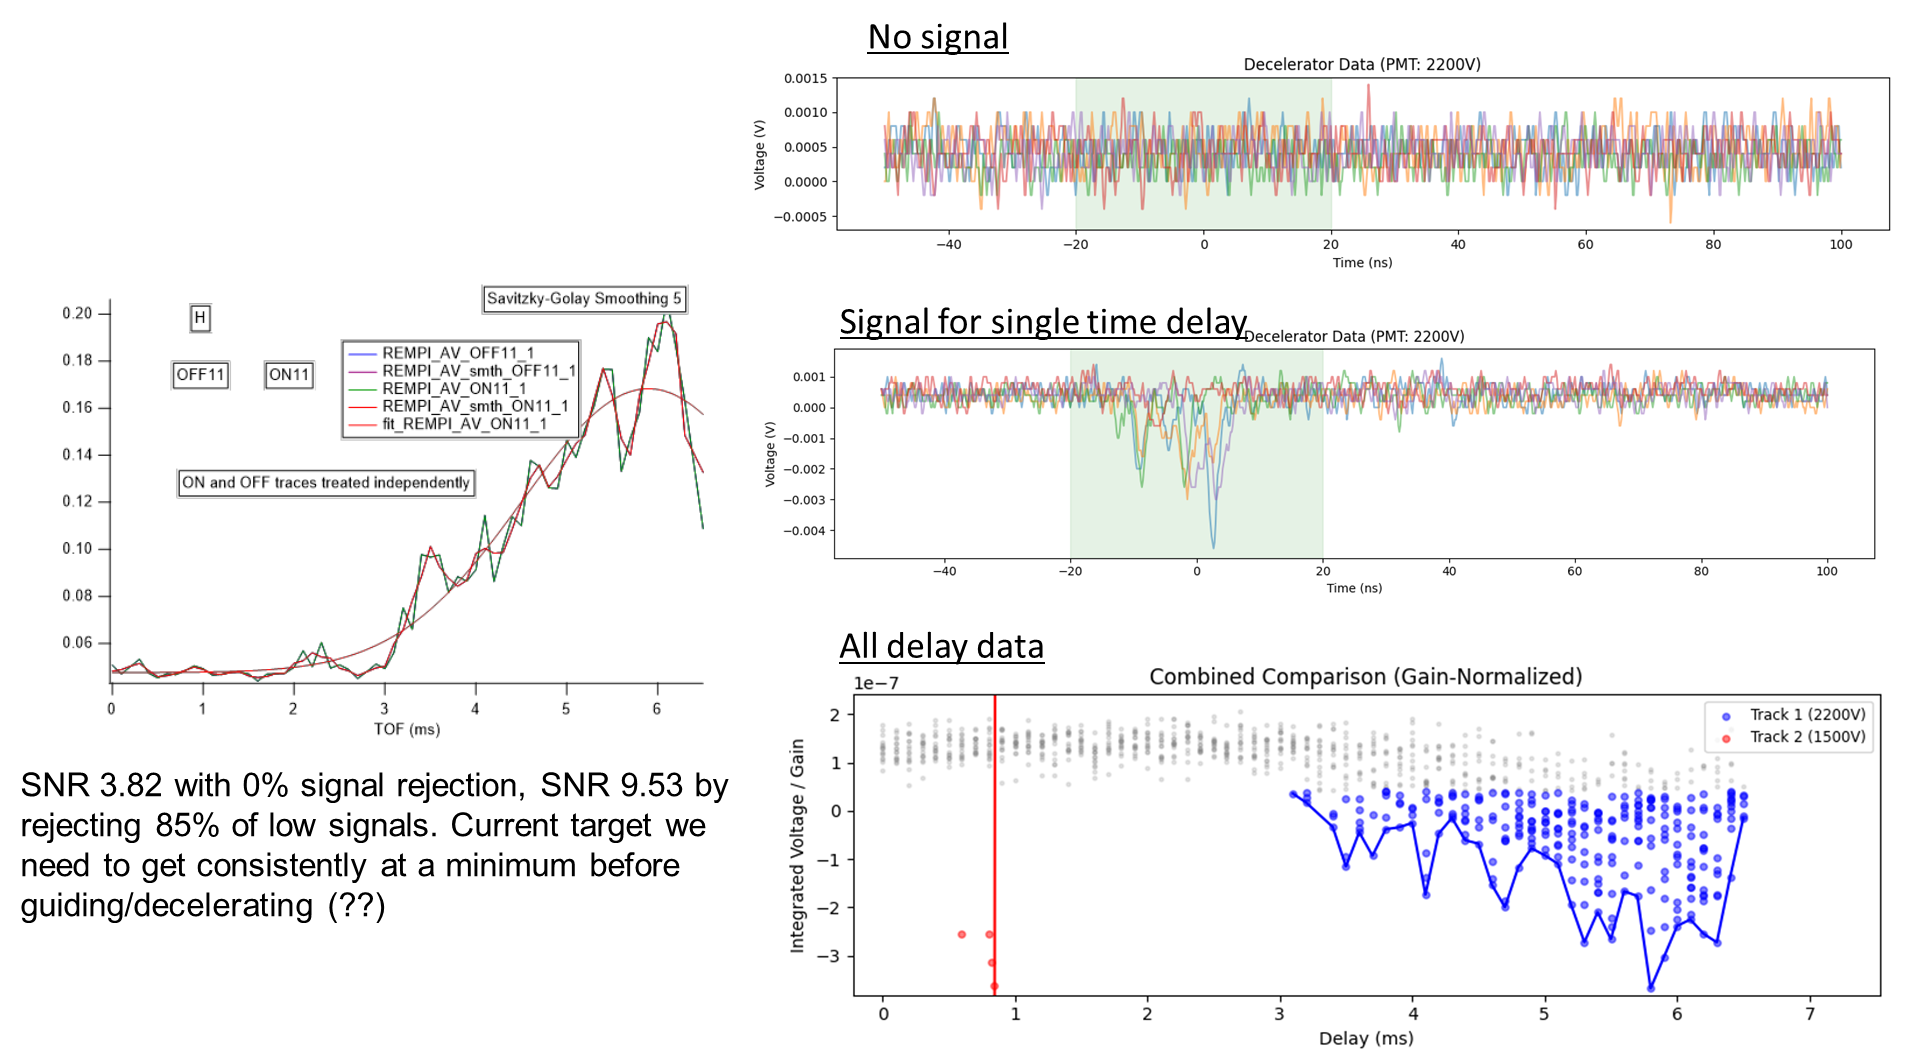 No signal
Decelerator Data (PMT: 2200V)
0.0015
0.0010
0.0005
0.0000
−0.0005
Voltage (V)
−40 −20 0 20 40 60 80 100
Time (ns)
Signal for single time delay
Decelerator Data (PMT: 2200V)
0.001
0.000
−0.001
−0.002
−0.003
−0.004
Voltage (V)
−40 −20 0 20 40 60 80 100
Time (ns)
Savitzky-Golay Smoothing 5
H
OFF11 ON11
REMPI_AV_OFF11_1
REMPI_AV_smth_OFF11_1
REMPI_AV_ON11_1
REMPI_AV_smth_ON11_1
fit_REMPI_AV_ON11_1
ON and OFF traces treated independently
0.20
0.18
0.16
0.14
0.12
0.10
0.08
0.06
0 1 2 3 4 5 6
TOF (ms)
SNR 3.82 with 0% signal rejection, SNR 9.53 by
rejecting 85% of low signals. Current target we
need to get consistently at a minimum before
guiding/decelerating (??)
All delay data
Combined Comparison (Gain-Normalized)
1e−7
Track 1 (2200V)
Track 2 (1500V)
2
1
0
−1
−2
−3
Integrated Voltage / Gain
0 1 2 3 4 5 6 7
Delay (ms)